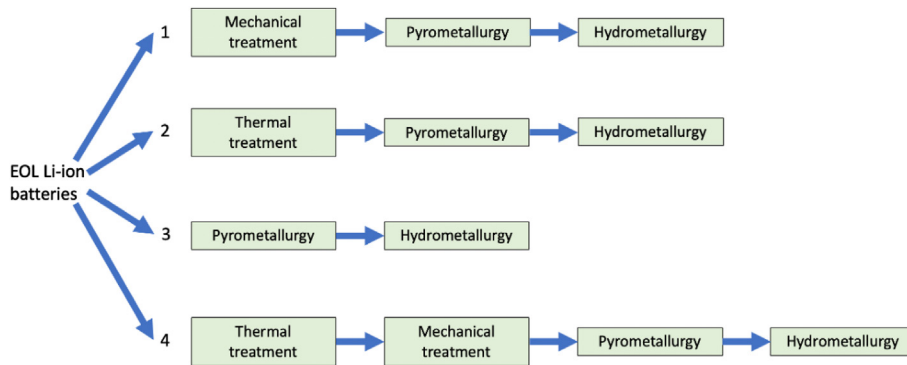 1
Mechanical
treatment
Pyrometallurgy
Hydrometallurgy
2
Thermal
treatment
Pyrometallurgy
Hydrometallurgy
EOL Li-ion
batteries
3
Pyrometallurgy
Hydrometallurgy
4
Thermal
treatment
Mechanical
treatment
Pyrometallurgy
Hydrometallurgy